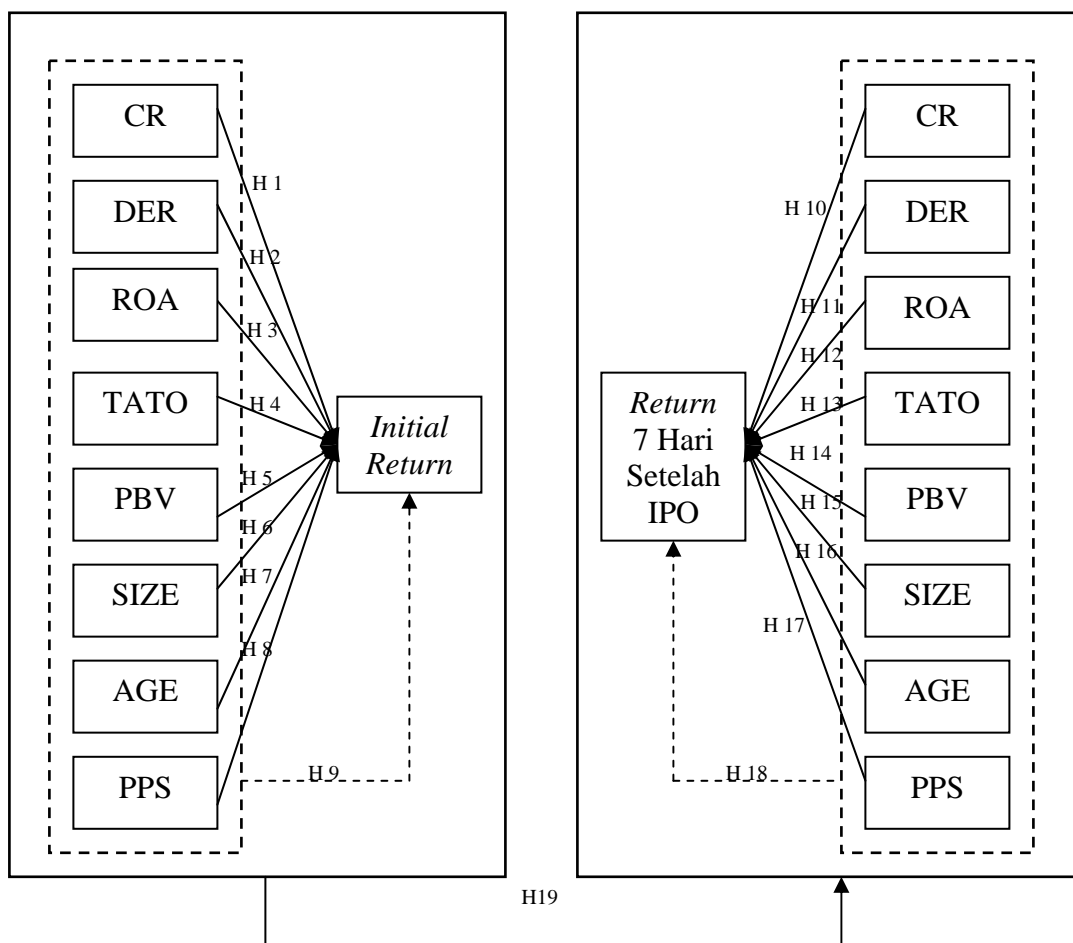 CR
DER
ROA
TATO
PBV
SIZE
AGE
PPS
H 1
H 2
H 3
H 4
H 5
H 6
H 7
H 8
H 9
Initial
Return
Return
7 Hari
Setelah
IPO
H 10
H 11
H 12
H 13
H 14
H 15
H 16
H 17
H 18
CR
DER
ROA
TATO
PBV
SIZE
AGE
PPS
H19